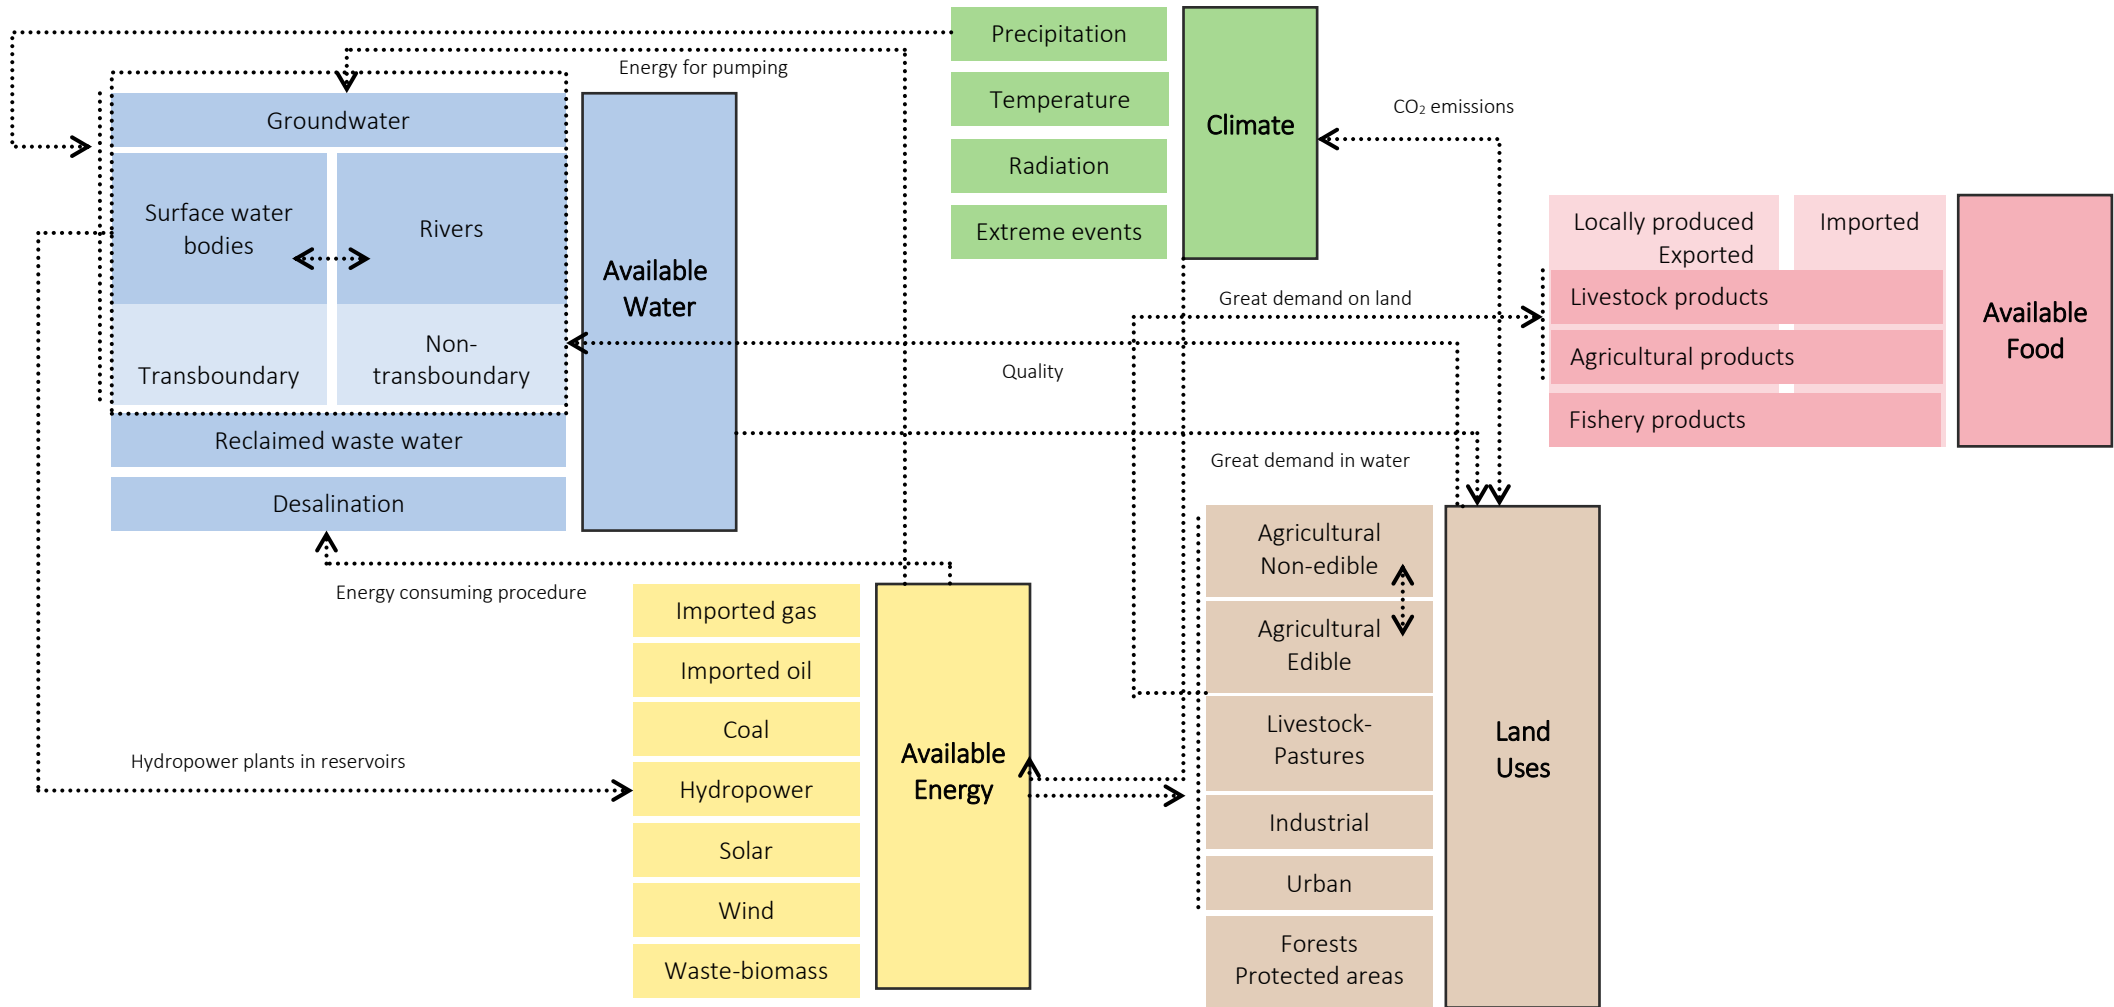 Precipitation
Temperature
Radiation
Extreme events
Climate
Energy for pumping
CO₂ emissions
Groundwater
Surface water
bodies
Rivers
Transboundary
Non-
transboundary
Reclaimed waste water
Desalination
Available
Water
Locally produced
Exported
Imported
Livestock products
Agricultural products
Fishery products
Available
Food
Great demand on land
Quality
Great demand in water
Energy consuming procedure
Hydropower plants in reservoirs
Imported gas
Imported oil
Coal
Hydropower
Solar
Wind
Waste-biomass
Available
Energy
Agricultural
Non-edible
Agricultural
Edible
Livestock-
Pastures
Industrial
Urban
Forests
Protected areas
Land
Uses